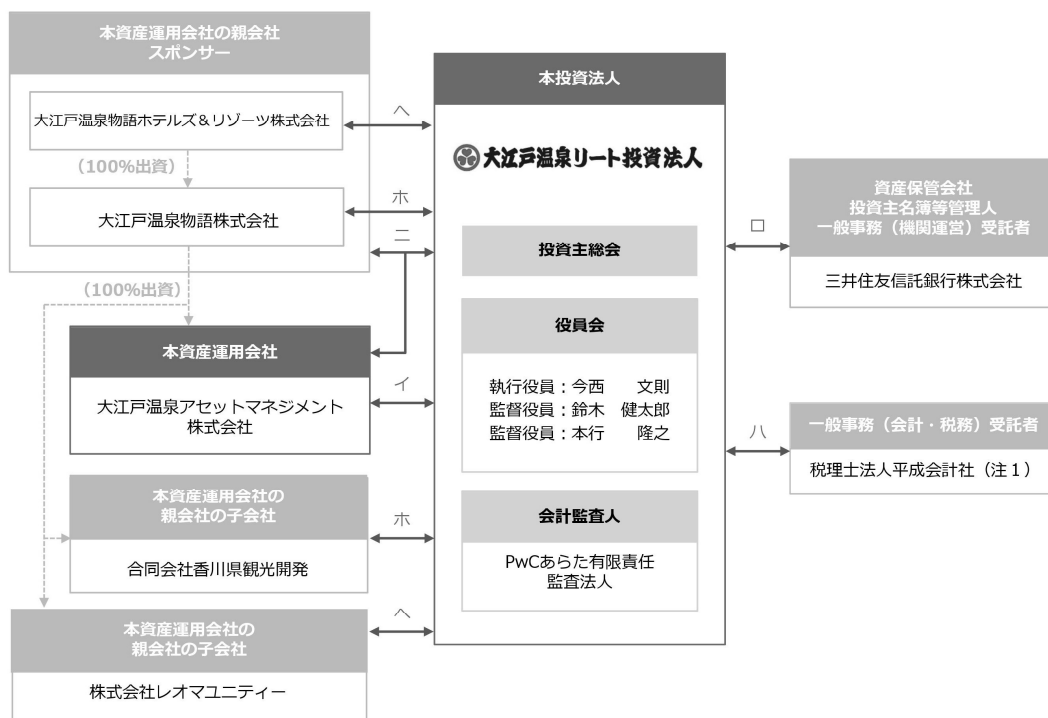 本資産運用会社の親会社
スポンサー
大江戸温泉物語ホテルズ＆リゾーツ株式会社
（100%出資）
大江戸温泉物語株式会社
（100%出資）
本資産運用会社
大江戸温泉アセットマネジメント
株式会社
本資産運用会社の
親会社の子会社
合同会社香川県観光開発
本資産運用会社の
親会社の子会社
株式会社レオマユニティー
ヘ
ホ
ニ
イ
ホ
ヘ
本投資法人
大江戸温泉リート投資法人
投資主総会
役員会
執行役員：今西　文則
監督役員：鈴木　健太郎
監督役員：本行　隆之
会計監査人
PwCあらた有限責任
監査法人
ロ
ハ
資産保管会社
投資主名簿等管理人
一般事務（機関運営）受託者
三井住友信託銀行株式会社
一般事務（会計・税務）受託者
税理士法人平成会計社（注１）